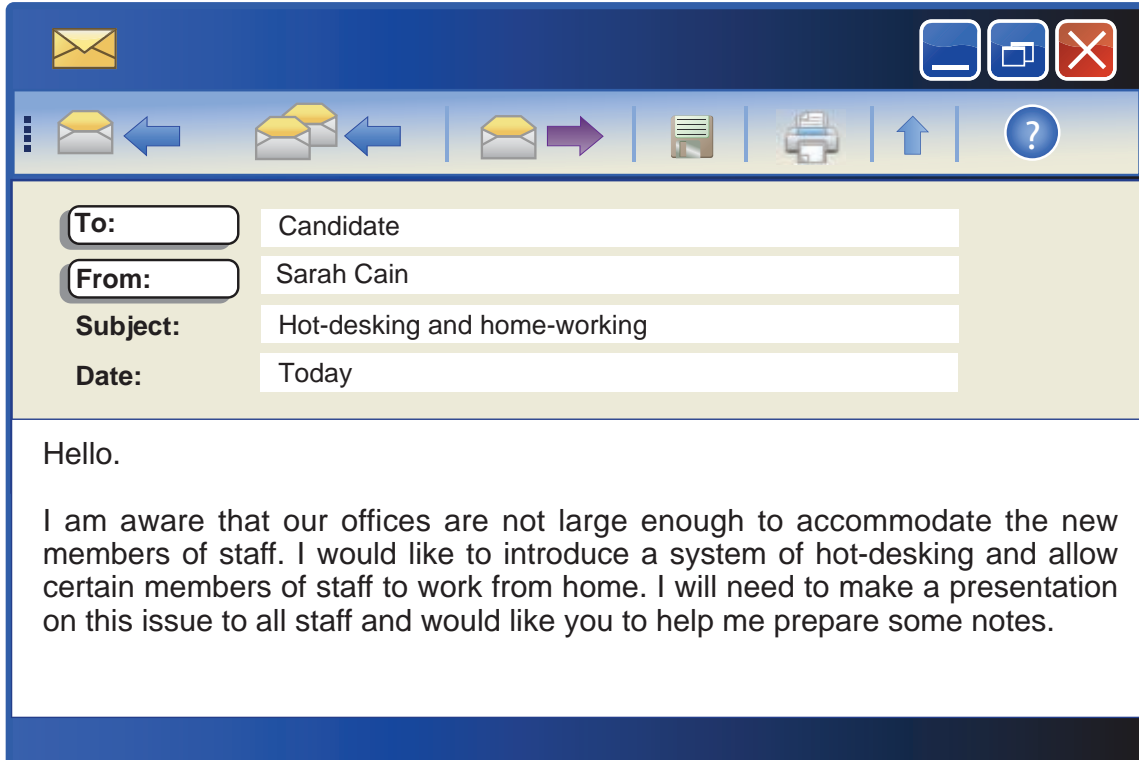 ?
To: Candidate
From: Sarah Cain
Subject: Hot-desking and home-working
Date: Today
Hello.
I am aware that our offices are not large enough to accommodate the new
members of staff. I would like to introduce a system of hot-desking and allow
certain members of staff to work from home. I will need to make a presentation
on this issue to all staff and would like you to help me prepare some notes.